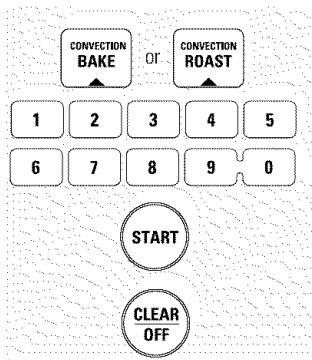 CONVECTION
BAKE
or
CONVECTION
ROAST
1 2 3 4 5
6 7 8 9 0
START
CLEAR
OFF